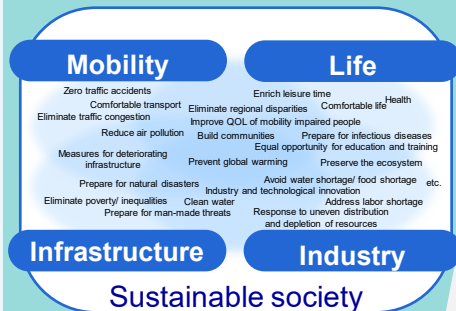 Mobility
Life
Zero traffic accidents
Enrich leisure time
Comfortable transport
Eliminate regional disparities
Comfortable life
Health
Eliminate traffic congestion
Improve QOL of mobility impaired people
Reduce air pollution
Build communities
Prepare for infectious diseases
Equal opportunity for education and training
Measures for deteriorating
infrastructure
Prevent global warming
Preserve the ecosystem
Prepare for natural disasters
Avoid water shortage/ food shortage
etc.
Industry and technological innovation
Eliminate poverty/ inequalities
Clean water
Address labor shortage
Prepare for man-made threats
Response to uneven distribution
and depletion of resources
Infrastructure
Industry
Sustainable society